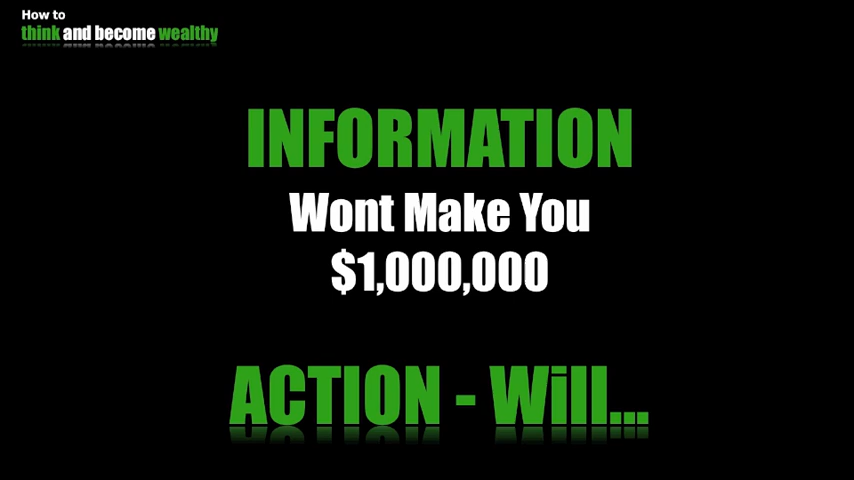 How to
think and become wealthy
INFORMATION
Wont Make You
$1,000,000
ACTION - Will...